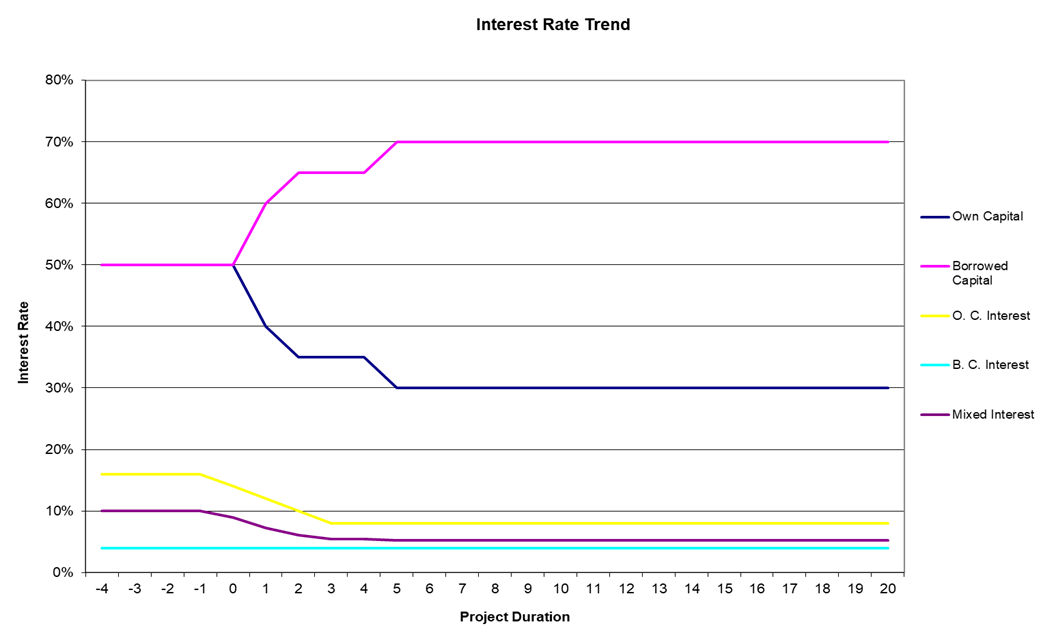 Interest Rate Trend
80%
70%
60%
50%
40%
30%
20%
10%
0%
Interest Rate
-4 -3 -2 -1 0 1 2 3 4 5 6 7 8 9 10 11 12 13 14 15 16 17 18 19 20
Project Duration
Own Capital
Borrowed
Capital
O. C. Interest
B. C. Interest
Mixed Interest